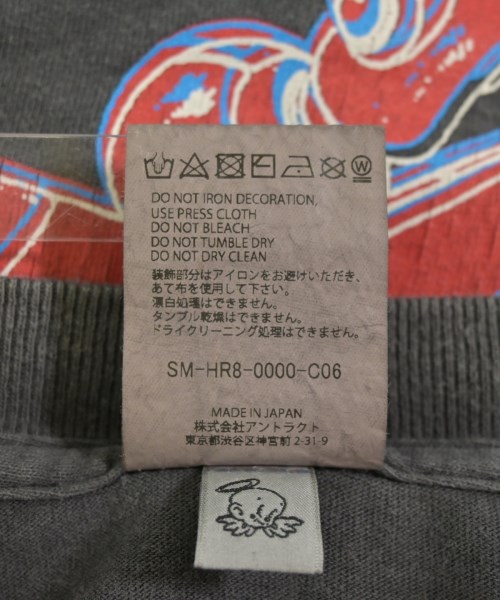 W
DO NOT IRON DECORATION,
USE PRESS CLOTH
DO NOT BLEACH
DO NOT TUMBLE DRY
DO NOT DRY CLEAN
装飾部分はアイロンをお避けいただき、
あて布を使用して下さい。
漂白処理はできません。
タンブル乾燥はできません。
ドライクリーニング処理はできません。
SM-HR8-0000-C06
MADE IN JAPAN
株式会社アントラクト
東京都渋谷区神宮前 2-31-9